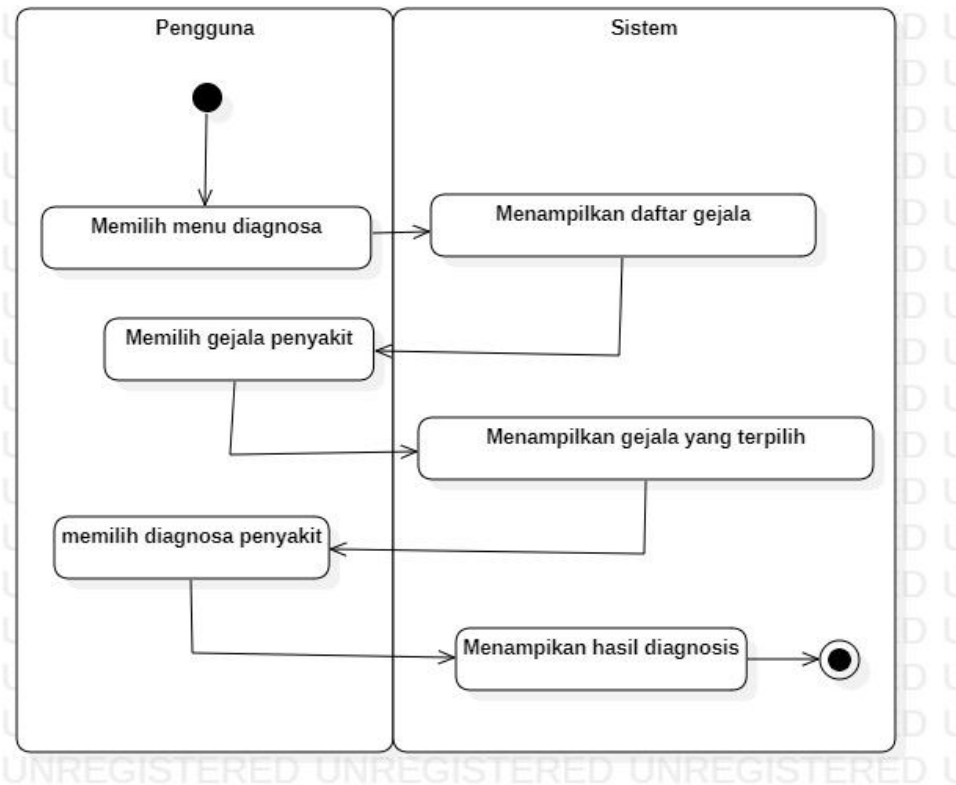 Pengguna
Sistem
Memilih menu diagnosa
Menampilkan daftar gejala
Memilih gejala penyakit
Menampilkan gejala yang terpilih
memilih diagnosa penyakit
Menampikan hasil diagnosis
UNREGISTERED UNREGISTERED UNREGISTERED U